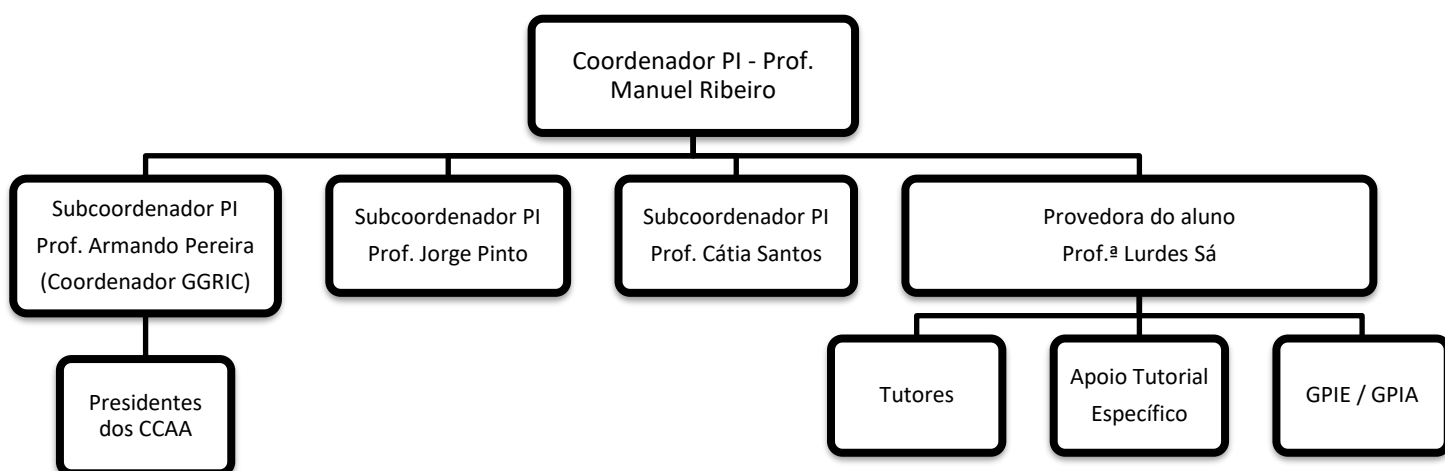 Coordenador PI - Prof.
Manuel Ribeiro
Subcoordenador PI
Prof. Armando Pereira
(Coordenador GGRIC)
Subcoordenador PI
Prof. Jorge Pinto
Subcoordenador PI
Prof. Cátia Santos
Provedora do aluno
Prof.ª Lurdes Sá
Presidentes
dos CCAA
Tutores
Apoio Tutorial
Específico
GPIE / GPIA